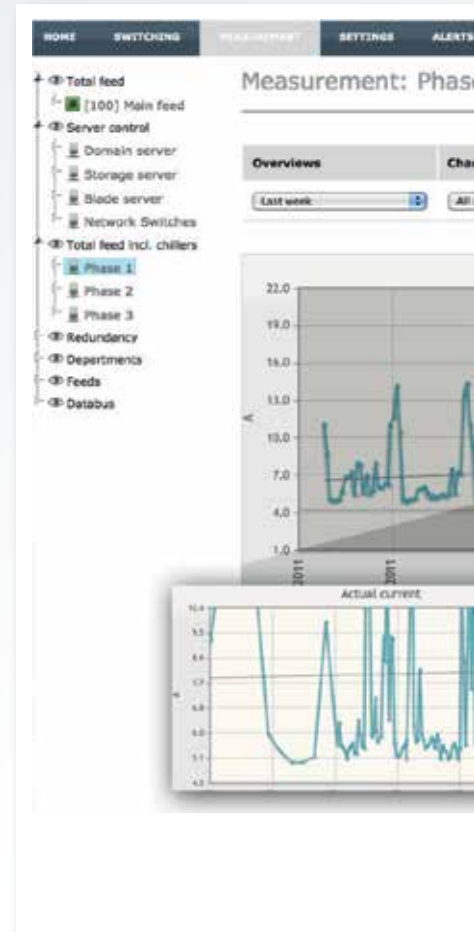 HOME SWITCHING MEASUREMENT SETTINGS ALERTS
Measurement: Phase
Total feed
[100] Main feed
Server control
Domain server
Storage server
Blade server
Network Switches
Total feed incl. chillers
Phase 1
Phase 2
Phase 3
Redundancy
Departments
Feeds
Databus
Overviews
Last week
All
22.0
19.0
16.0
13.0
10.0
7.0
4.0
1.0
A
2011
2011
Actual current
A